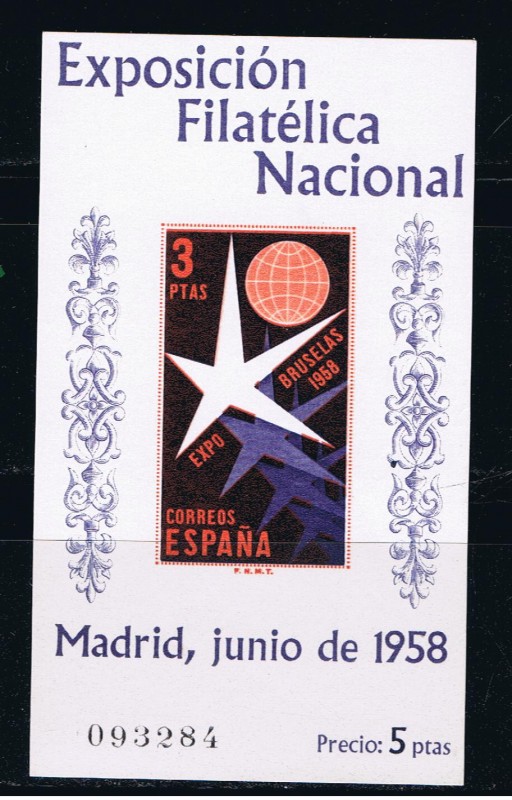 Exposición
Filatélica
Nacional
3
PTAS
BRUSELAS
1958
EXPO
CORREOS
ESPAÑA
F.N.M.T.
Madrid, junio de 1958
093284
Precio: 5 ptas